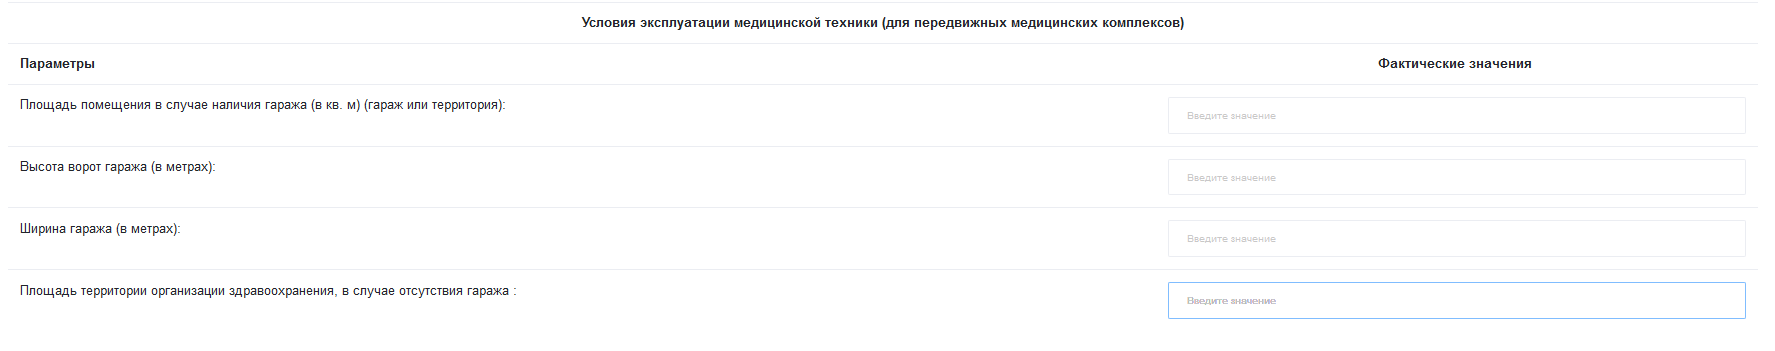 Условия эксплуатации медицинской техники (для передвижных медицинских комплексов)
Параметры Фактические значения
Площадь помещения в случае наличия гаража (в кв. м) (гараж или территория):
Введите значение
Высота ворот гаража (в метрах):
Введите значение
Ширина гаража (в метрах):
Введите значение
Площадь территории организации здравоохранения, в случае отсутствия гаража :
Введите значение